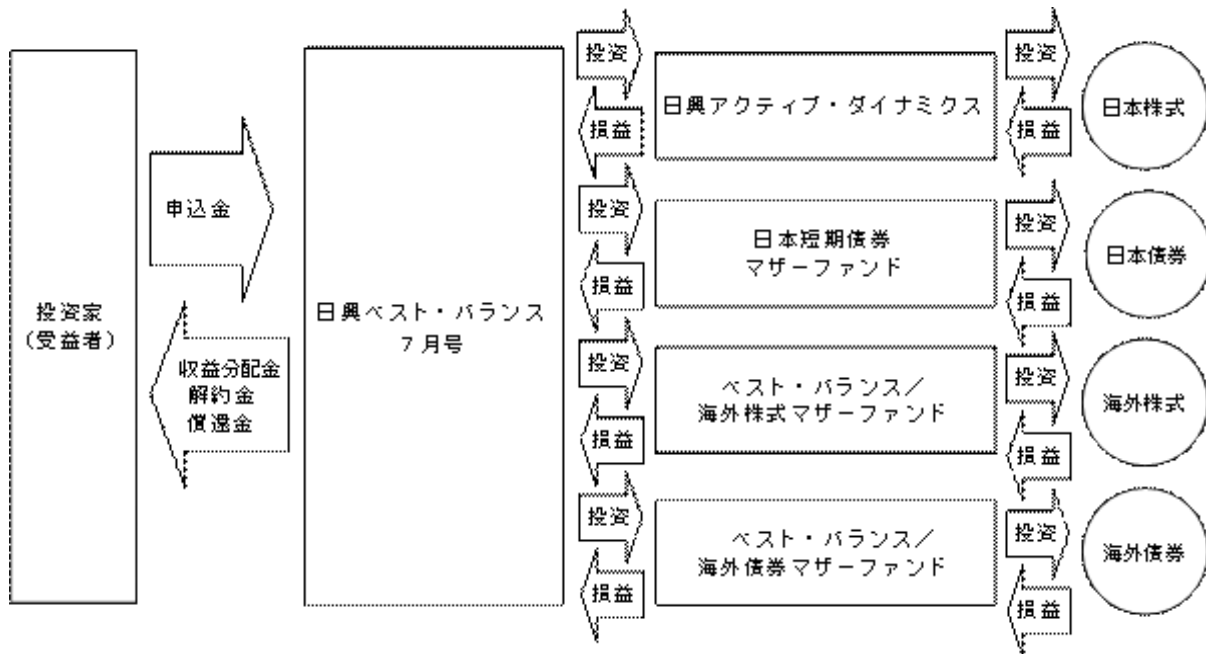 投資家
(受益者)
申込金
収益分配金
解約金
償還金
日興ベスト・バランス
7月号
投資
損益
日興アクティブ・ダイナミクス
投資
損益
日本株式
投資
損益
日本短期債券
マザーファンド
投資
損益
日本債券
投資
損益
ベスト・バランス/
海外株式マザーファンド
投資
損益
海外株式
投資
損益
ベスト・バランス/
海外債券マザーファンド
投資
損益
海外債券